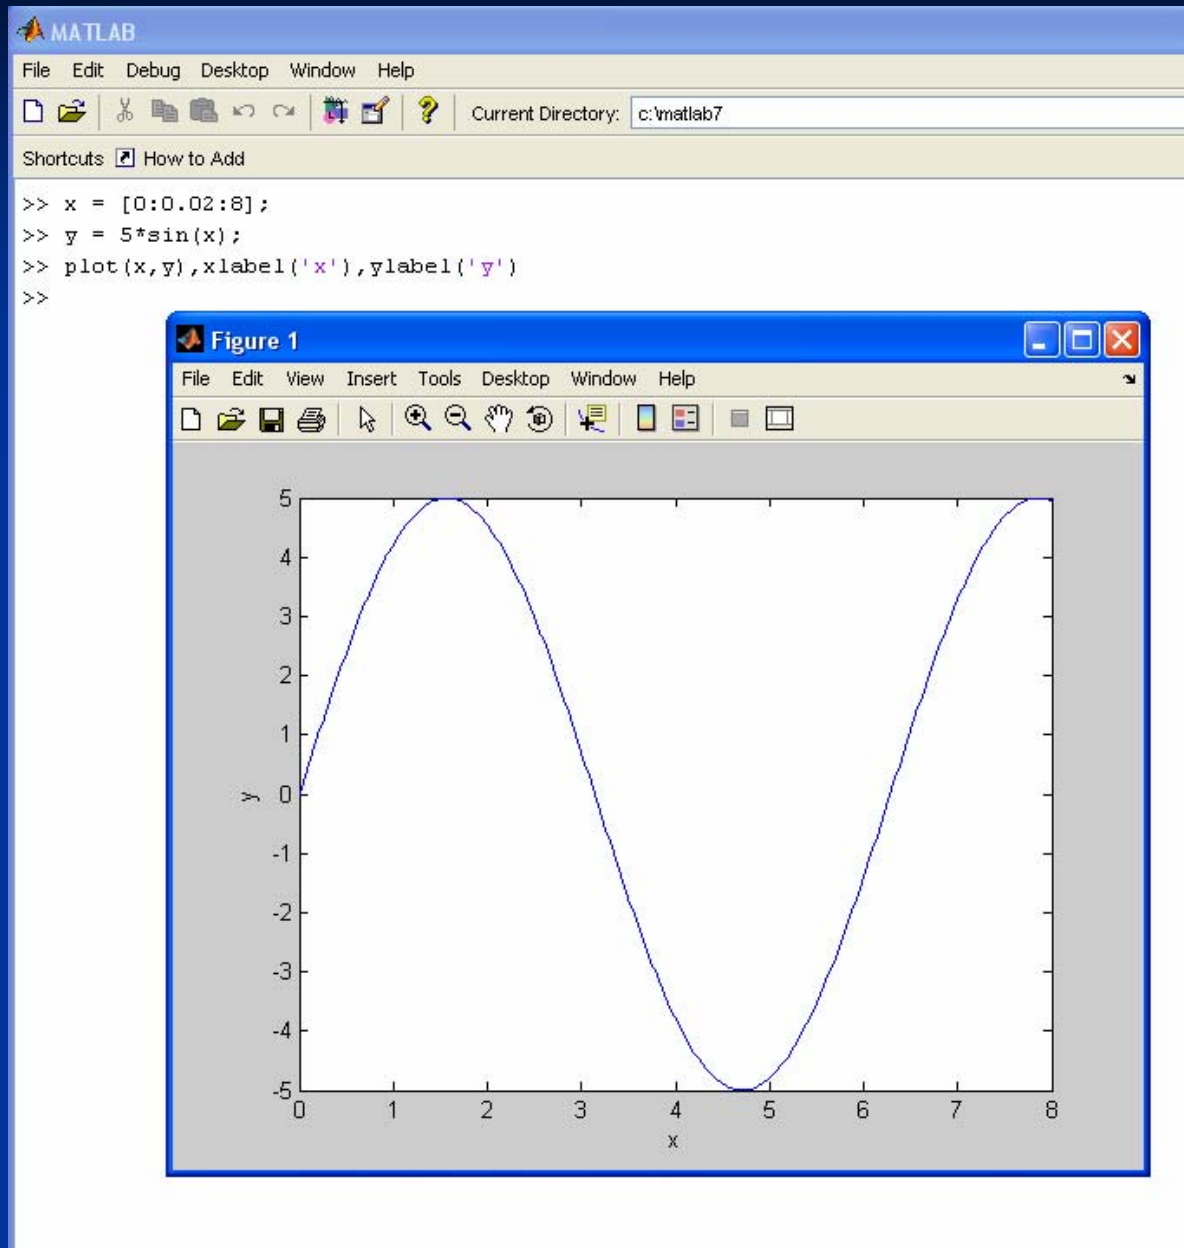 MATLAB
File Edit Debug Desktop Window Help
Current Directory: c:\matlab7
Shortcuts How to Add
>> x = [0:0.02:8];
>> y = 5*sin(x);
>> plot(x,y),xlabel('x'),ylabel('y')
>>
Figure 1
File Edit View Insert Tools Desktop Window Help
5
4
3
2
1
y 0
-1
-2
-3
-4
-5
0 1 2 3 4 5 6 7 8
x